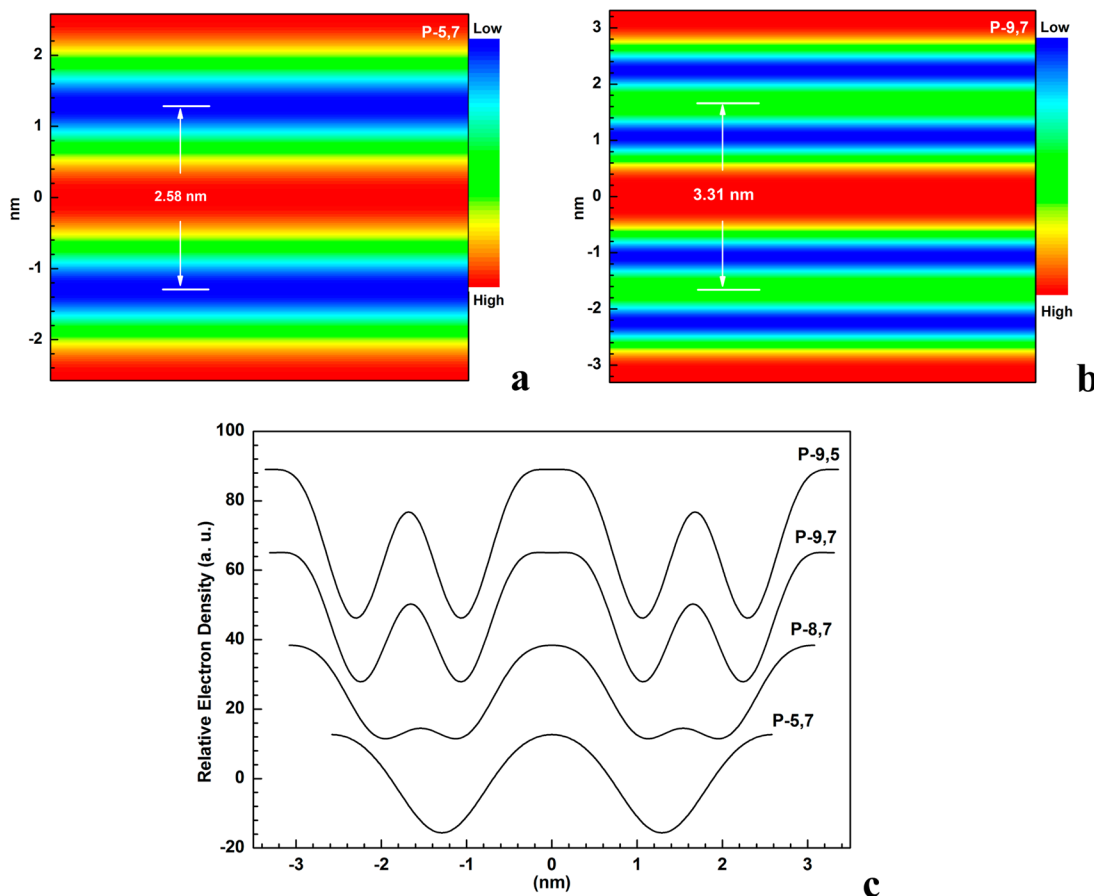 P-5,7
Low
2
1
0
-1
-2
nm
2.58 nm
High
a
P-9,7
Low
3
2
1
0
-1
-2
-3
nm
3.31 nm
High
b
100
80
60
40
20
0
-20
Relative Electron Density (a. u.)
P-9,5
P-9,7
P-8,7
P-5,7
-3 -2 -1 0 1 2 3
(nm)
c